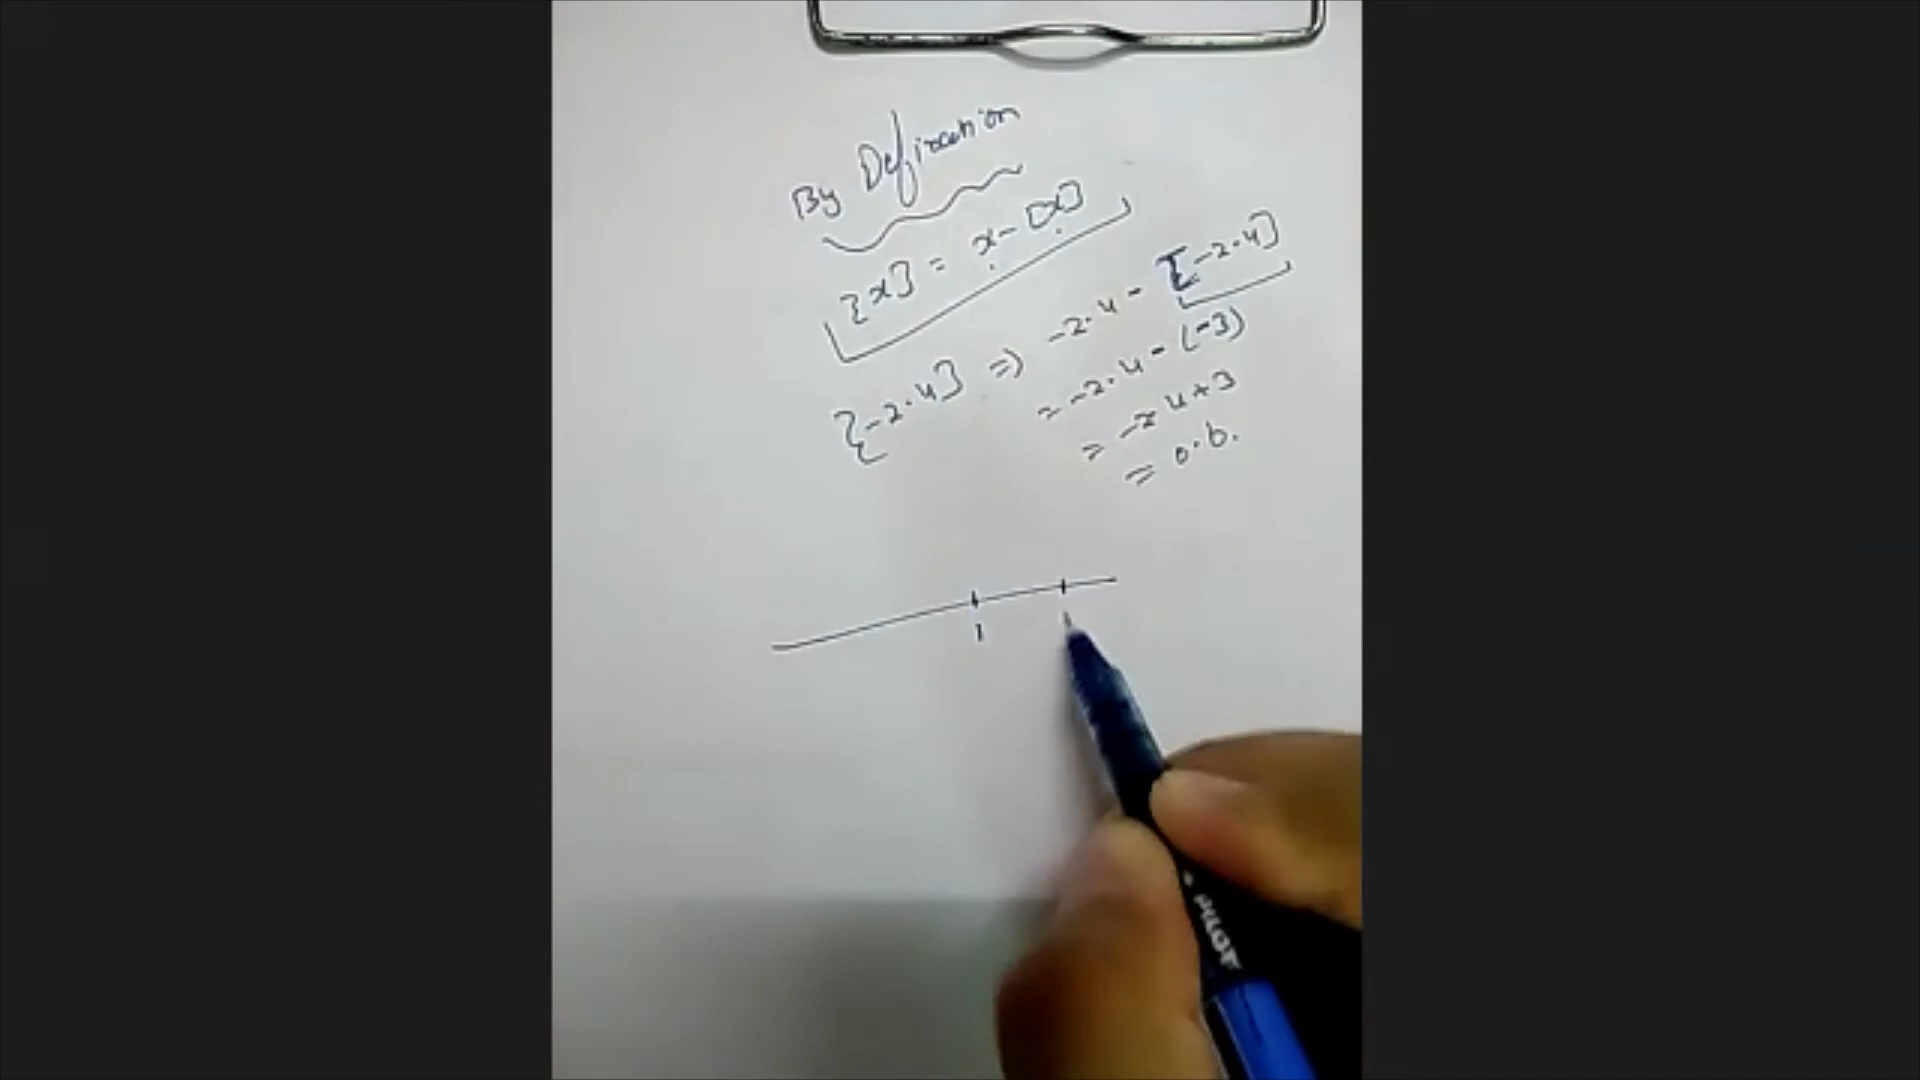 By Definition
{x} = x - [x]
{-2.4} => -2.4 - [-2.4]
= -2.4 - (-3)
= -2.4 + 3
= 0.6.
1
PILOT